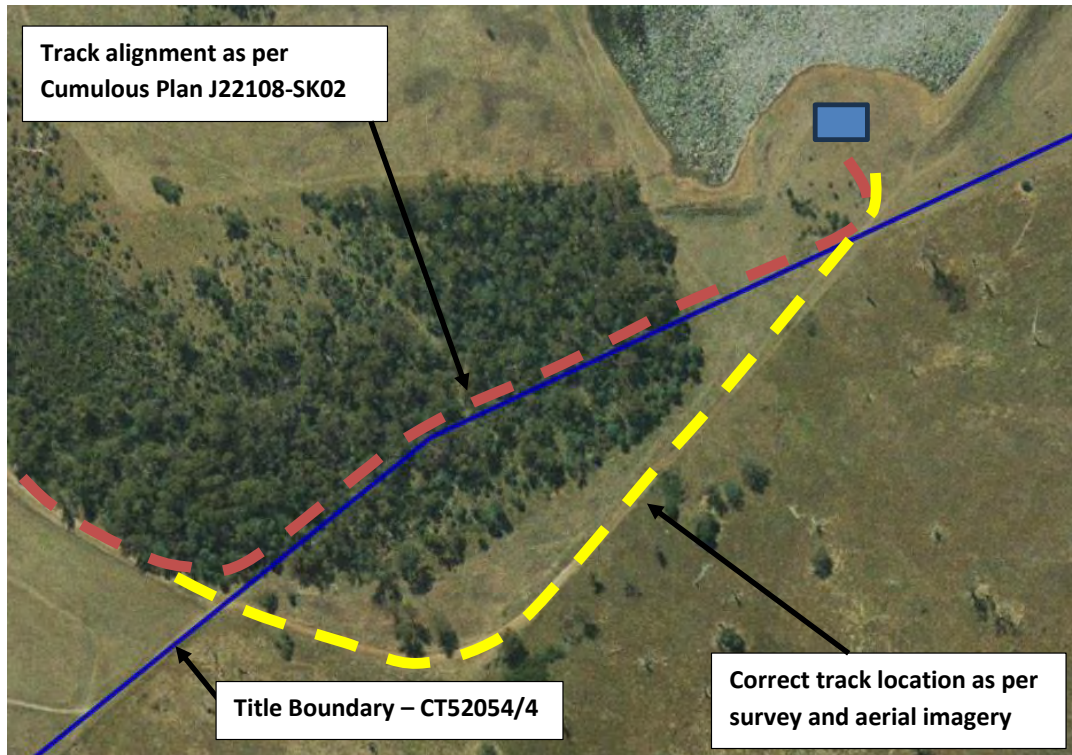 Track alignment as per
Cumulous Plan J22108-SK02
Title Boundary – CT52054/4
Correct track location as per
survey and aerial imagery